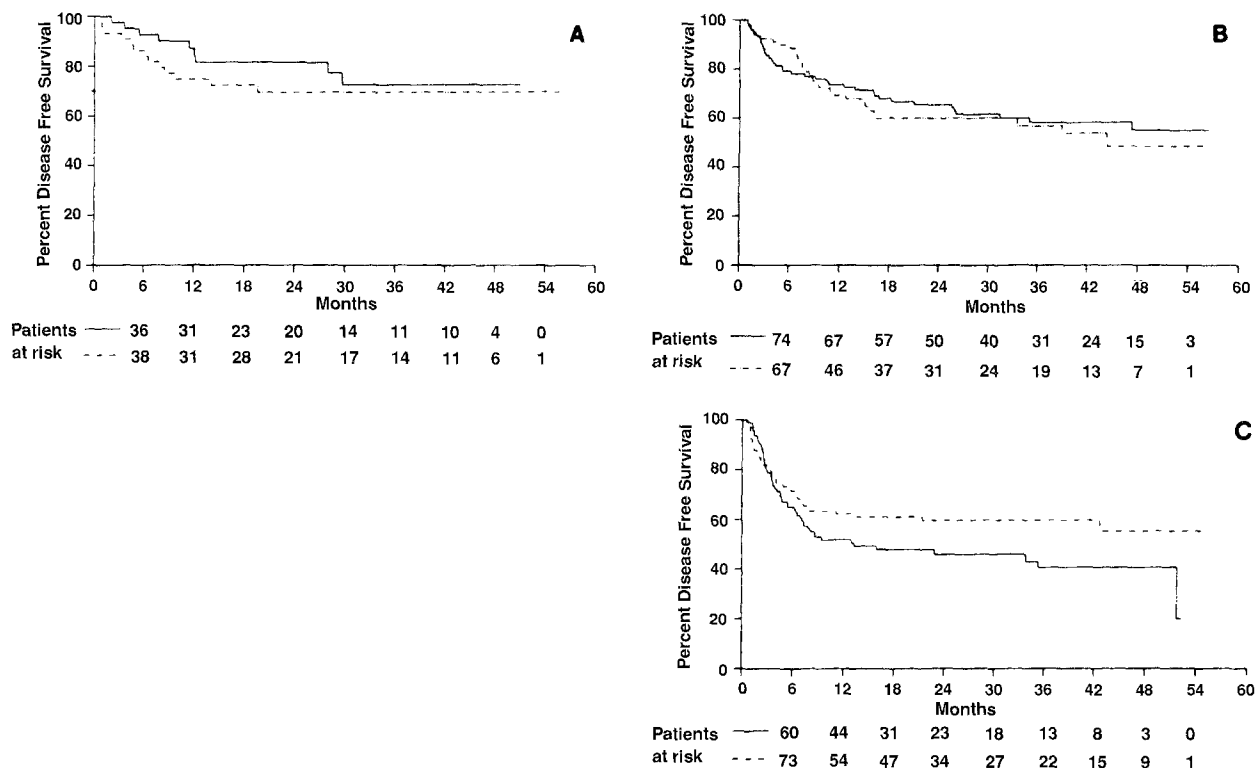 A
Percent Disease Free Survival
100
80
60
40
20
0
0 6 12 18 24 30 36 42 48 54 60
Months
Patients 36 31 23 20 14 11 10 4 0
at risk 38 31 28 21 17 14 11 6 1
B
Percent Disease Free Survival
100
80
60
40
20
0
0 6 12 18 24 30 36 42 48 54 60
Months
Patients 74 67 57 50 40 31 24 15 3
at risk 67 46 37 31 24 19 13 7 1
C
Percent Disease Free Survival
100
80
60
40
20
0
0 6 12 18 24 30 36 42 48 54 60
Months
Patients 60 44 31 23 18 13 8 3 0
at risk 73 54 47 34 27 22 15 9 1